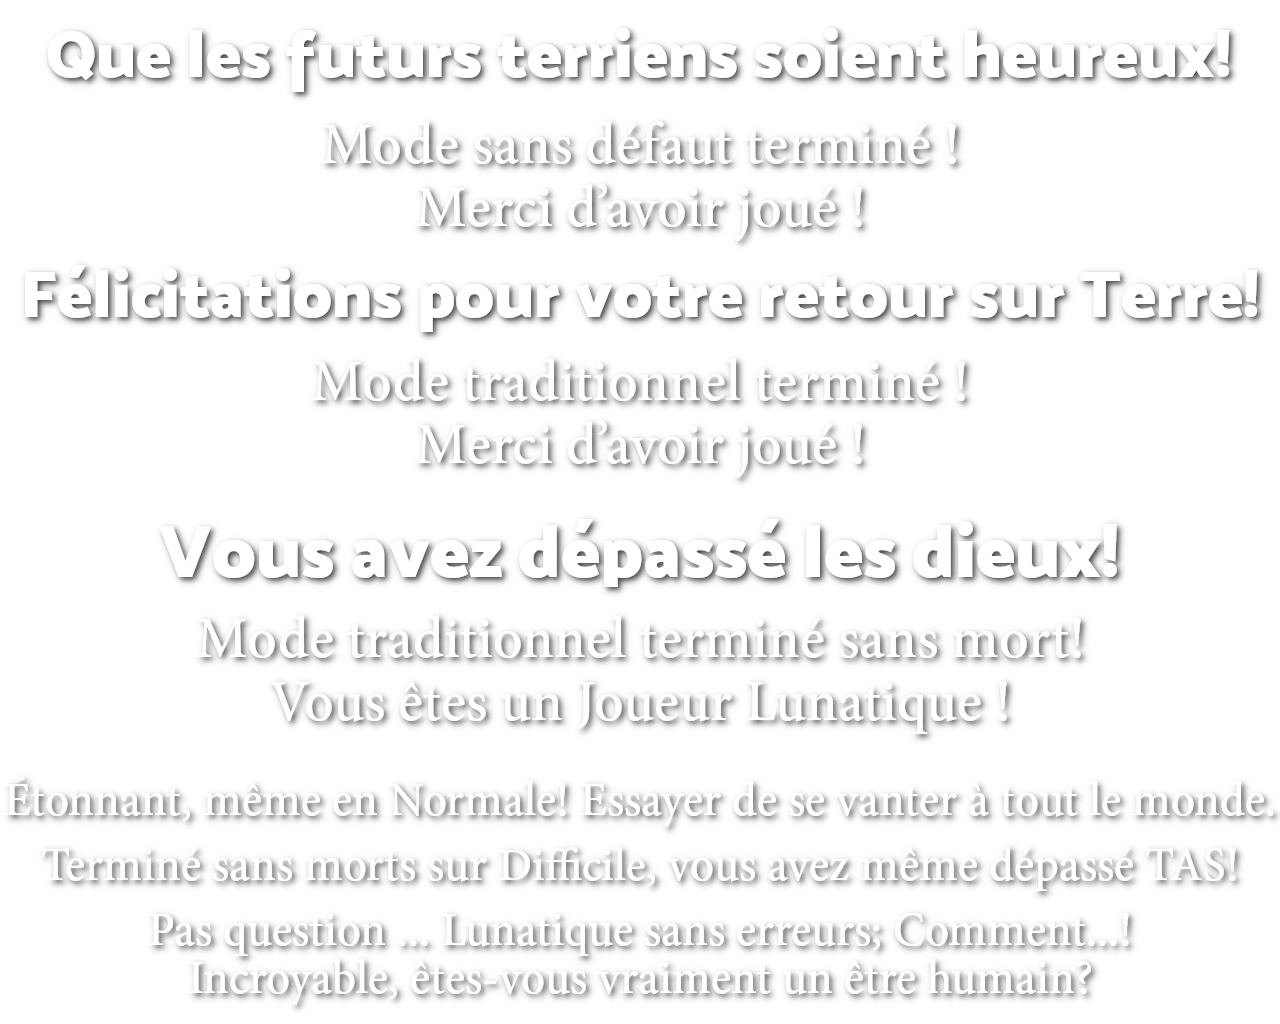 Que les futurs terriens soient heureux!
Mode sans défaut terminé !
Merci d’avoir joué !
Félicitations pour votre retour sur Terre!
Mode traditionnel terminé !
Merci d’avoir joué !
Vous avez dépassé les dieux!
Mode traditionnel terminé sans mort!
Vous êtes un Joueur Lunatique !
Étonnant, même en Normale! Essayer de se vanter à tout le monde.
Terminé sans morts sur Difficile, vous avez même dépassé TAS!
Pas question ... Lunatique sans erreurs; Comment...!
Incroyable, êtes-vous vraiment un être humain?